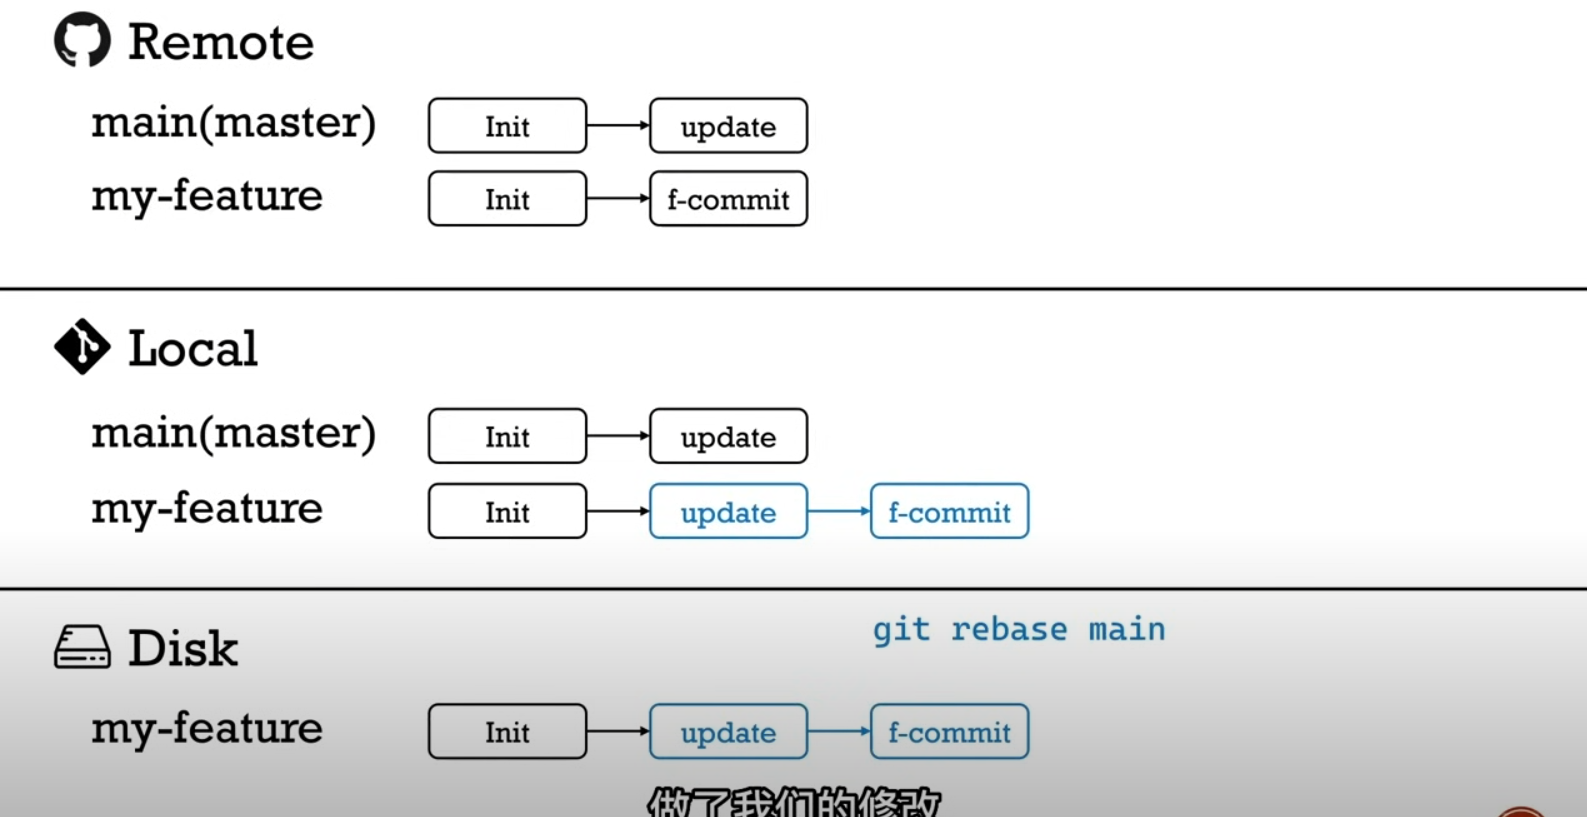 Remote
main(master) Init update
my-feature Init f-commit
Local
main(master) Init update
my-feature Init update f-commit
Disk
git rebase main
my-feature Init update f-commit
做了我们的修改